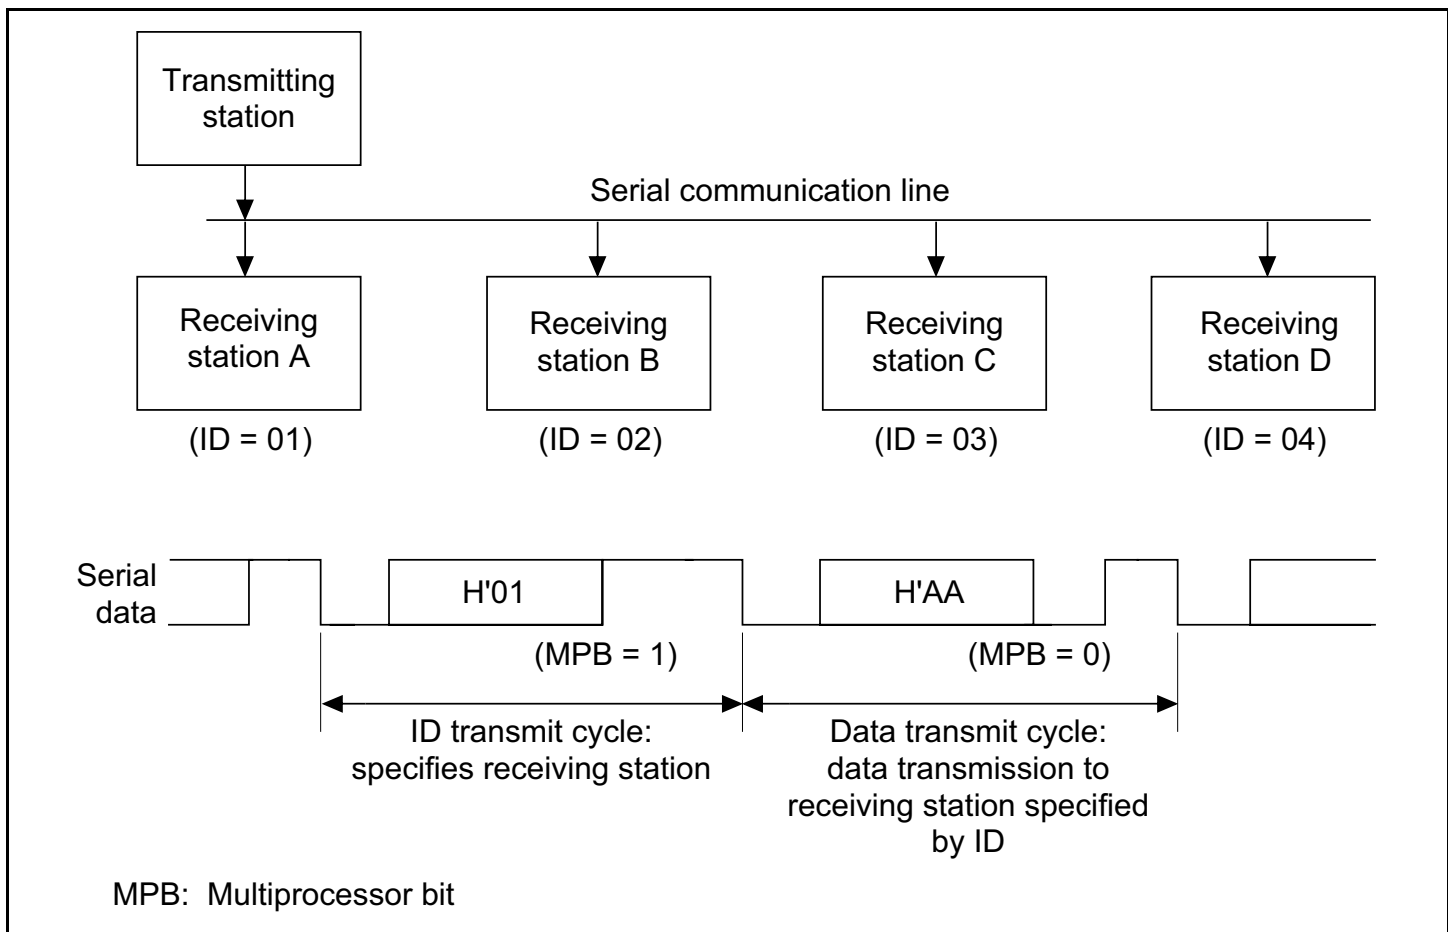 Transmitting
station
Serial communication line
Receiving
station A
Receiving
station B
Receiving
station C
Receiving
station D
(ID = 01)
(ID = 02)
(ID = 03)
(ID = 04)
Serial
data
H'01
H'AA
(MPB = 1)
(MPB = 0)
ID transmit cycle:
specifies receiving station
Data transmit cycle:
data transmission to
receiving station specified
by ID
MPB: Multiprocessor bit